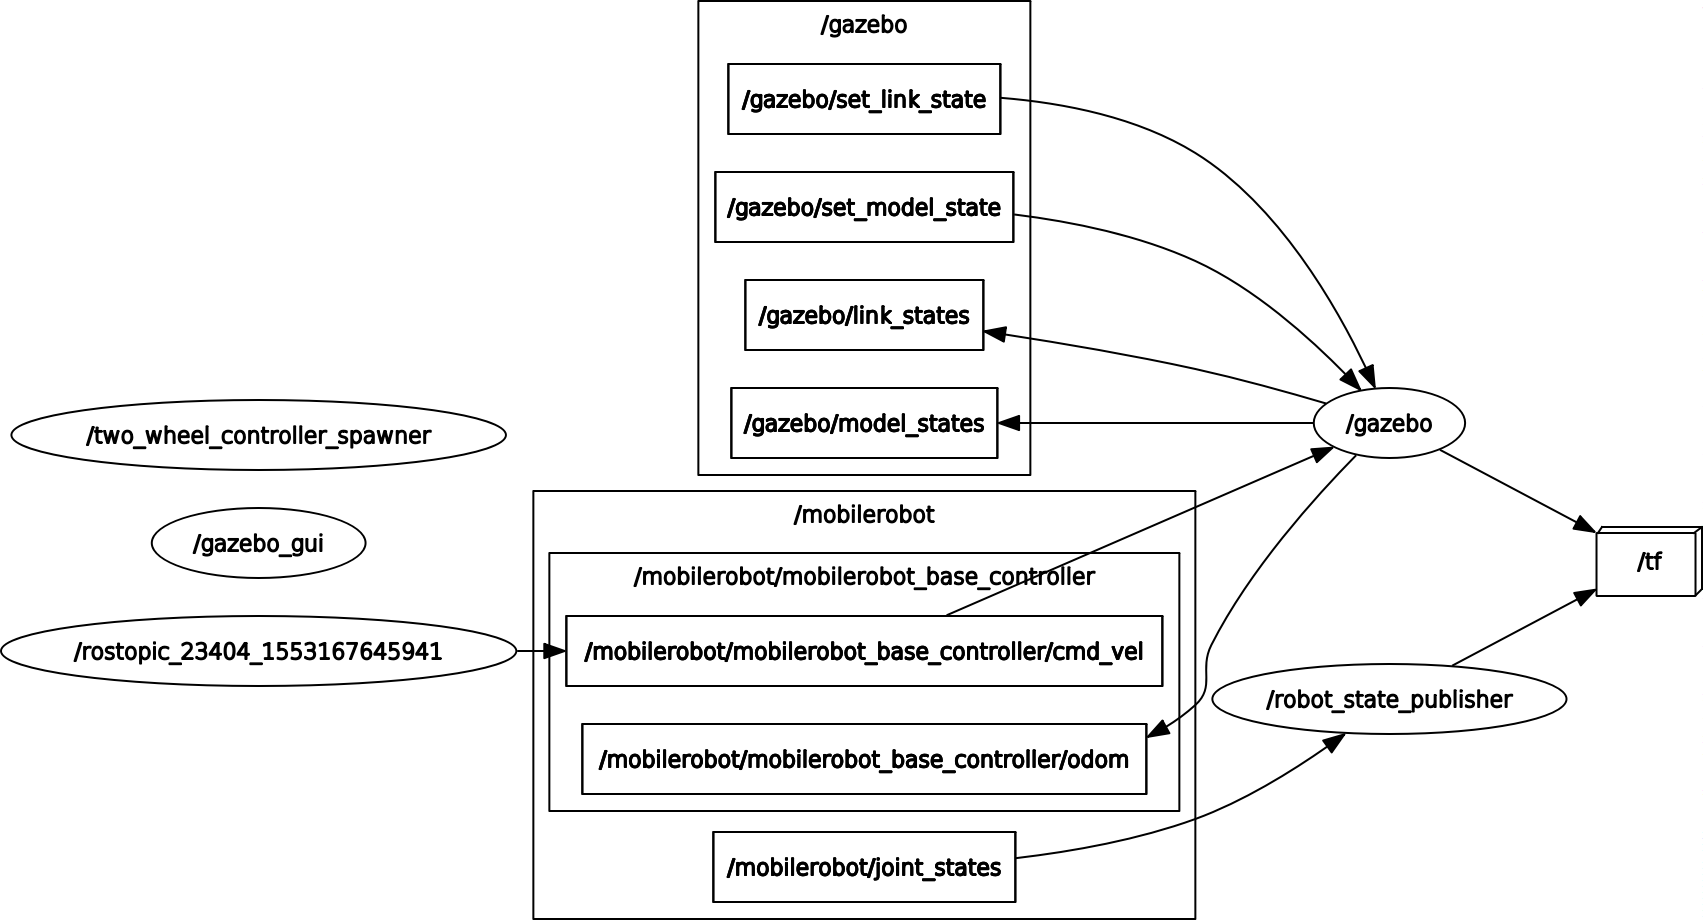 /gazebo
/gazebo/set_link_state
/gazebo/set_model_state
/gazebo/link_states
/gazebo/model_states
/gazebo
/two_wheel_controller_spawner
/gazebo_gui
/rostopic_23404_1553167645941
/mobilerobot
/mobilerobot/mobilerobot_base_controller
/mobilerobot/mobilerobot_base_controller/cmd_vel
/mobilerobot/mobilerobot_base_controller/odom
/mobilerobot/joint_states
/tf
/robot_state_publisher